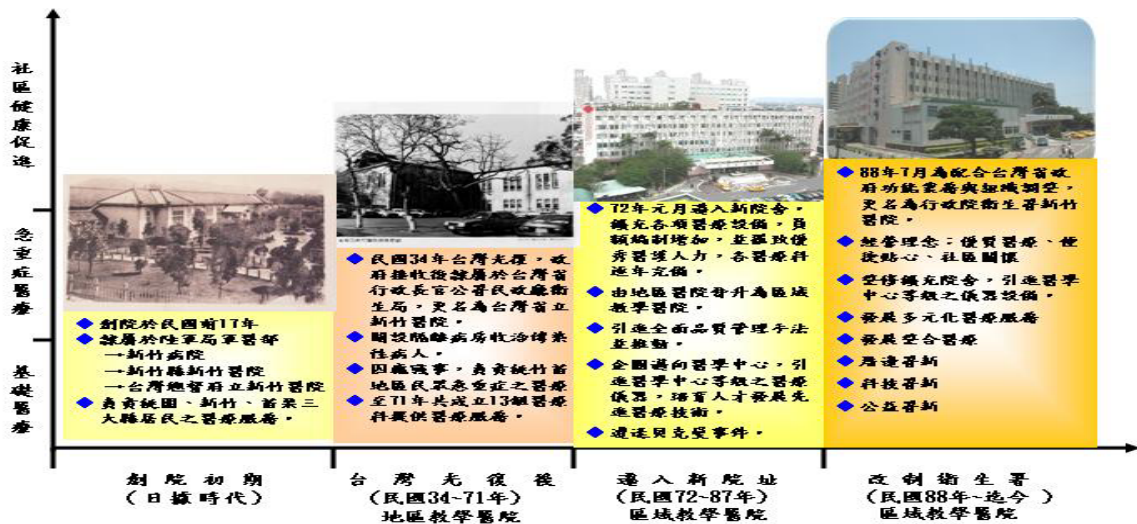 社區健康促進
急重症醫療
基礎醫療
◆ 創院於民國前17年
◆ 隸屬於陸軍局軍醫部
→新竹病院
→新竹縣新竹醫院
→台灣總督府立新竹醫院
◆ 負責桃園、新竹、苗栗三
大縣居民之醫療服務。
◆ 民國34年台灣光復，政
府接收後隸屬於台灣省
行政長官公署民政廳衛
生局，更名為台灣省立
新竹醫院。
◆ 開設隔離病房收治傳染
性病人。
◆ 因應戰事，負責桃竹苗
地區民眾急重症之醫療
◆ 至71年共成立13個醫療
科提供醫療服務。
◆ 72年元月遷入新院舍，
擴充各項醫療設備，員
額編制增加，並羅致優
秀醫護人力，各醫療科
逐年完備。
◆ 由地區醫院晉升為區域
教學醫院。
◆ 引進全面品質管理手法
並推動。
◆ 企圖邁向醫學中心，引
進醫學中心等級之醫療
儀器，培育人才發展先
進醫療技術。
◆ 遭逢貝克變事件。
◆ 88年7月為配合台灣省政
府功能業務與組織調整，
更名為行政院衛生署新竹
醫院。
◆ 經營理念：優質醫療、便
捷貼心、社區關懷
◆ 整修擴充院舍，引進醫學
中心等級之儀器設備。
◆ 發展多元化醫療服務
◆ 發展整合醫療
◆ 署新
◆ 科技署新
◆ 公益署新
創院初期
(日據時代)
台灣光復後
(民國34~71年)
地區教學醫院
遷入新院址
(民國72~87年)
區域教學醫院
改制衛生署
(民國88年~迄今 )
區域教學醫院